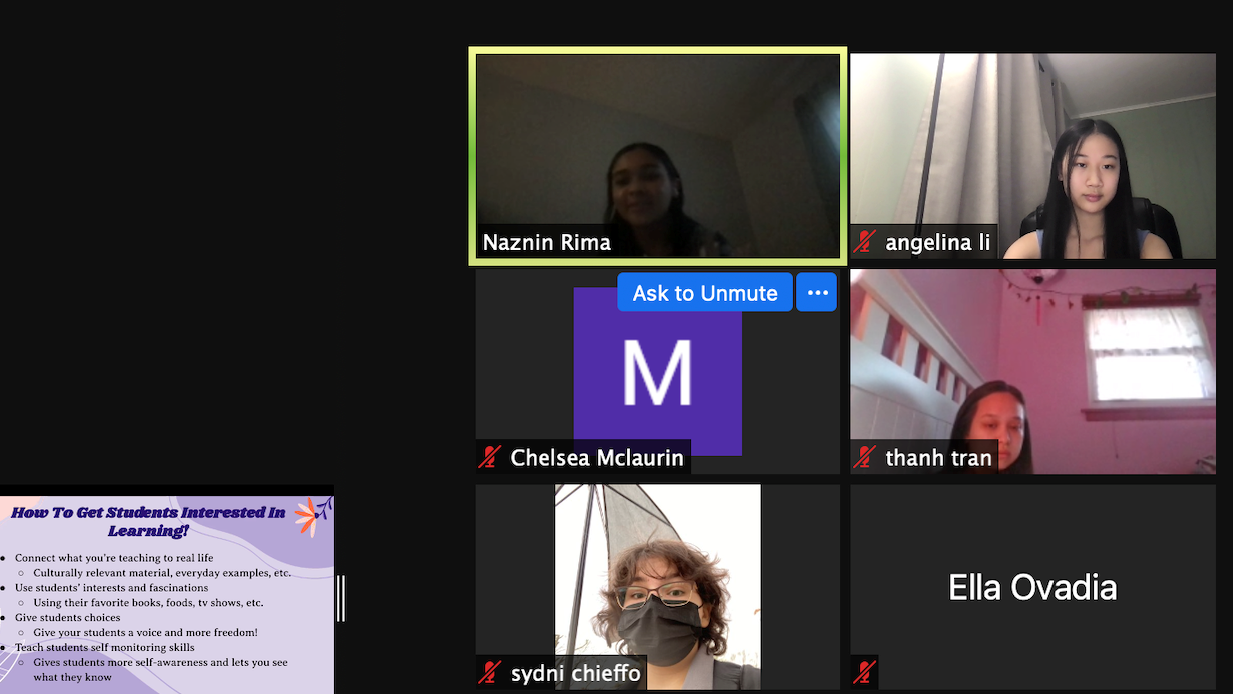 Naznin Rima
angelina li
Ask to Unmute
M
Chelsea Mclaurin
thanh tran
How To Get Students Interested In
Learning!
Connect what you're teaching to real life
Culturally relevant material, everyday examples, etc.
Use students' interests and fascinations
Using their favorite books, foods, tv shows, etc.
Give students choices
Give your students a voice and more freedom!
Teach students self monitoring skills
Gives students more self-awareness and lets you see
what they know
sydni chieffo
Ella Ovadia